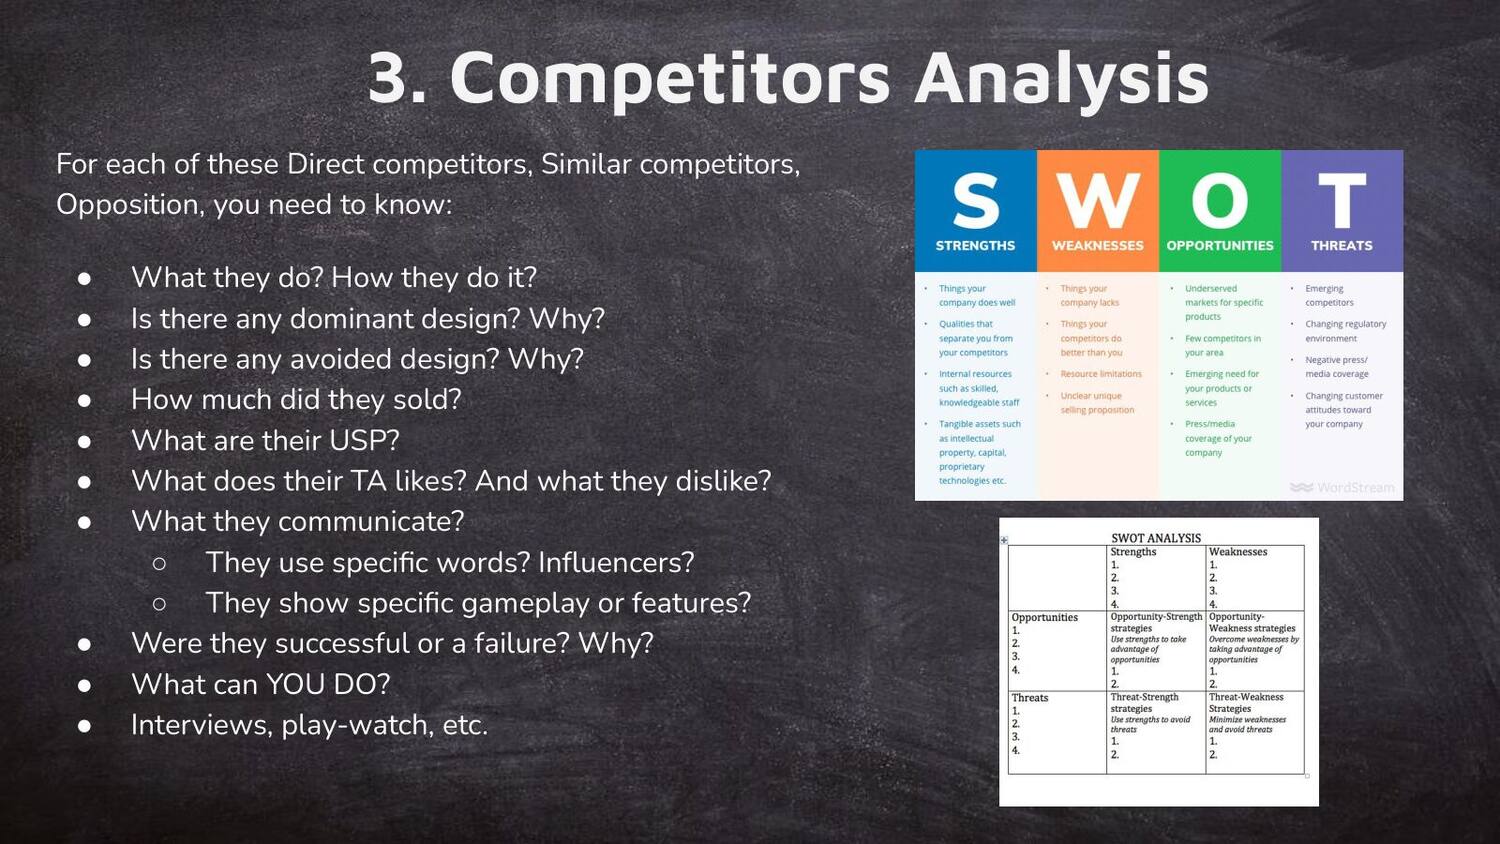 3. Competitors Analysis
For each of these Direct competitors, Similar competitors,
Opposition, you need to know:
● What they do? How they do it?
● Is there any dominant design? Why?
● Is there any avoided design? Why?
● How much did they sold?
● What are their USP?
● What does their TA likes? And what they dislike?
● What they communicate?
○ They use specific words? Influencers?
○ They show specific gameplay or features?
● Were they successful or a failure? Why?
● What can YOU DO?
● Interviews, play-watch, etc.
S
STRENGTHS
• Things your
company does well
• Qualities that
separate you from
your competitors
• Internal resources
such as skilled,
knowledgeable staff
• Tangible assets such
as intellectual
property, capital,
proprietary
technologies etc.
W
WEAKNESSES
• Things your
company lacks
• Things your
competitors do
better than you
• Resource limitations
• Unclear unique
selling proposition
O
OPPORTUNITIES
• Underserved
markets for specific
products
• Few competitors in
your area
• Emerging need for
your products or
services
• Press/media
coverage of your
company
T
THREATS
• Emerging
competitors
• Changing regulatory
environment
• Negative press/
media coverage
• Changing customer
attitudes toward
your company
WordStream
SWOT ANALYSIS
Strengths
1.
2.
3.
4.
Weaknesses
1.
2.
3.
4.
Opportunities
1.
2.
3.
4.
Opportunity-Strength
strategies
Use strengths to take
advantage of
opportunities
1.
2.
Opportunity-
Weakness strategies
Overcome weaknesses by
taking advantage of
opportunities
1.
2.
Threats
1.
2.
3.
4.
Threat-Strength
strategies
Use strengths to avoid
threats
1.
2.
Threat-Weakness
Strategies
Minimize weaknesses
and avoid threats
1.
2.